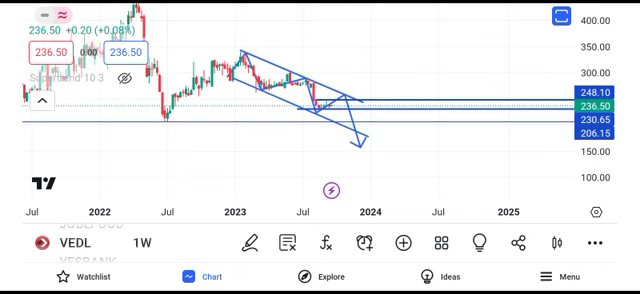 236.50 +0.20 (+0.08%)
400.00
236.50 0.00 236.50
350.00
Supertrend 10 3
300.00
248.10
236.50
230.65
206.15
150.00
100.00
Jul 2022 Jul 2023 Jul 2024 Jul 2025
VEDL 1W
YESBANK
Watchlist Chart Explore Ideas Menu